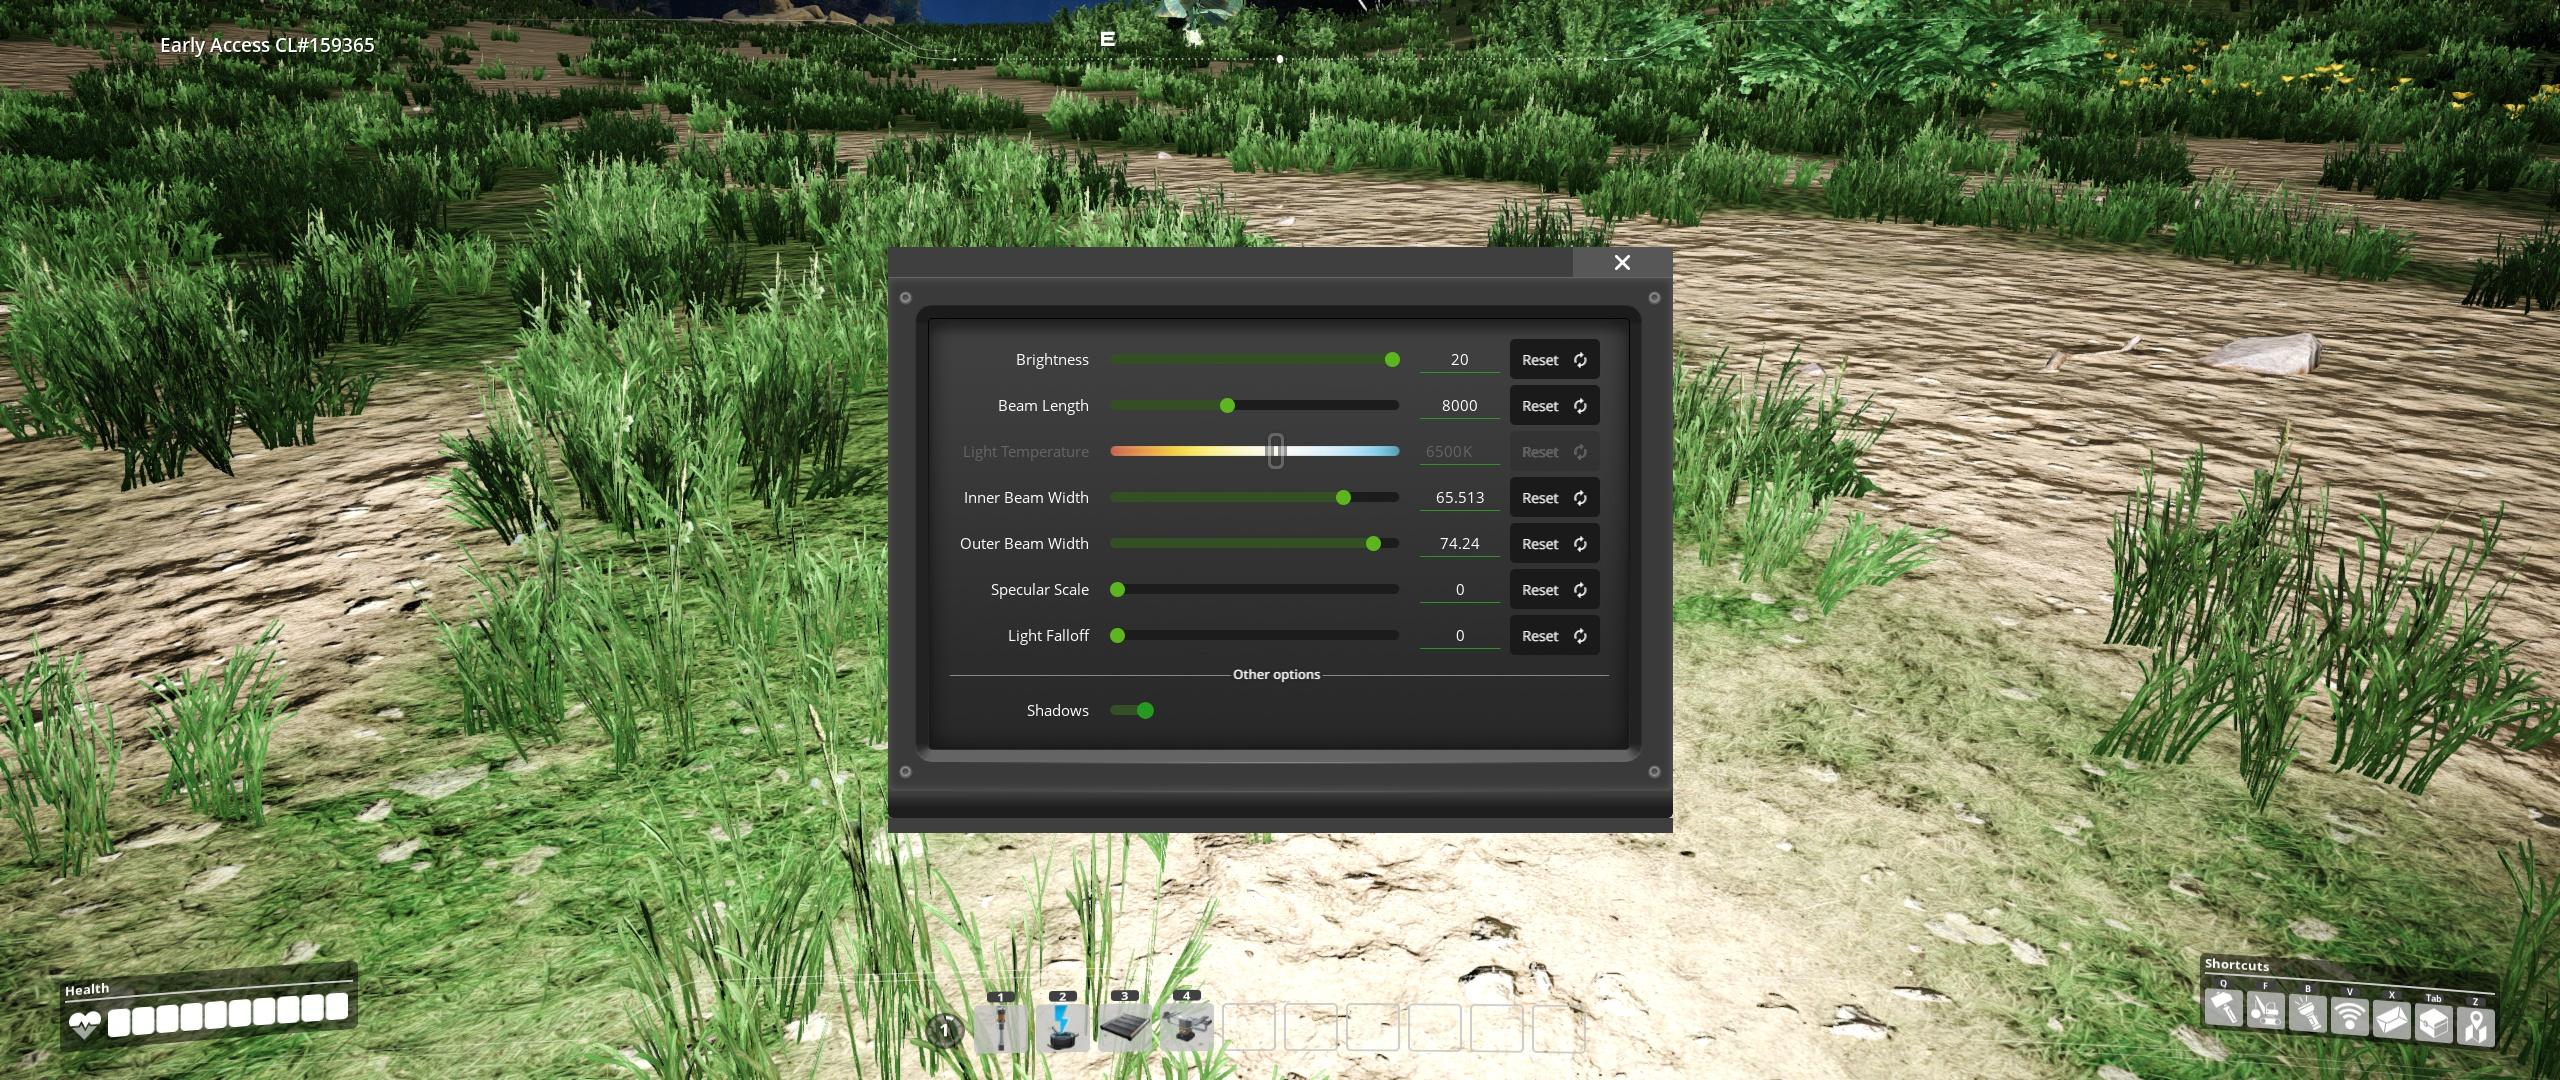 Early Access CL#159365
E
Brightness 20 Reset
Beam Length 8000 Reset
Light Temperature 6500K Reset
Inner Beam Width 65.513 Reset
Outer Beam Width 74.24 Reset
Specular Scale 0 Reset
Light Falloff 0 Reset
Other options
Shadows
Health
1
1 2 3 4
Shortcuts
Q F B V X Tab Z